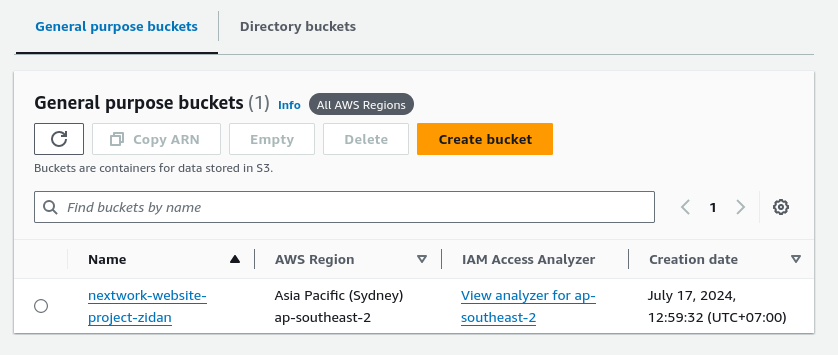 General purpose buckets
Directory buckets
General purpose buckets (1) Info All AWS Regions
Copy ARN Empty Delete Create bucket
Buckets are containers for data stored in S3.
Find buckets by name
1
Name AWS Region IAM Access Analyzer Creation date
nextwork-website- Asia Pacific (Sydney) View analyzer for ap- July 17, 2024,
project-zidan ap-southeast-2 southeast-2 12:59:32 (UTC+07:00)